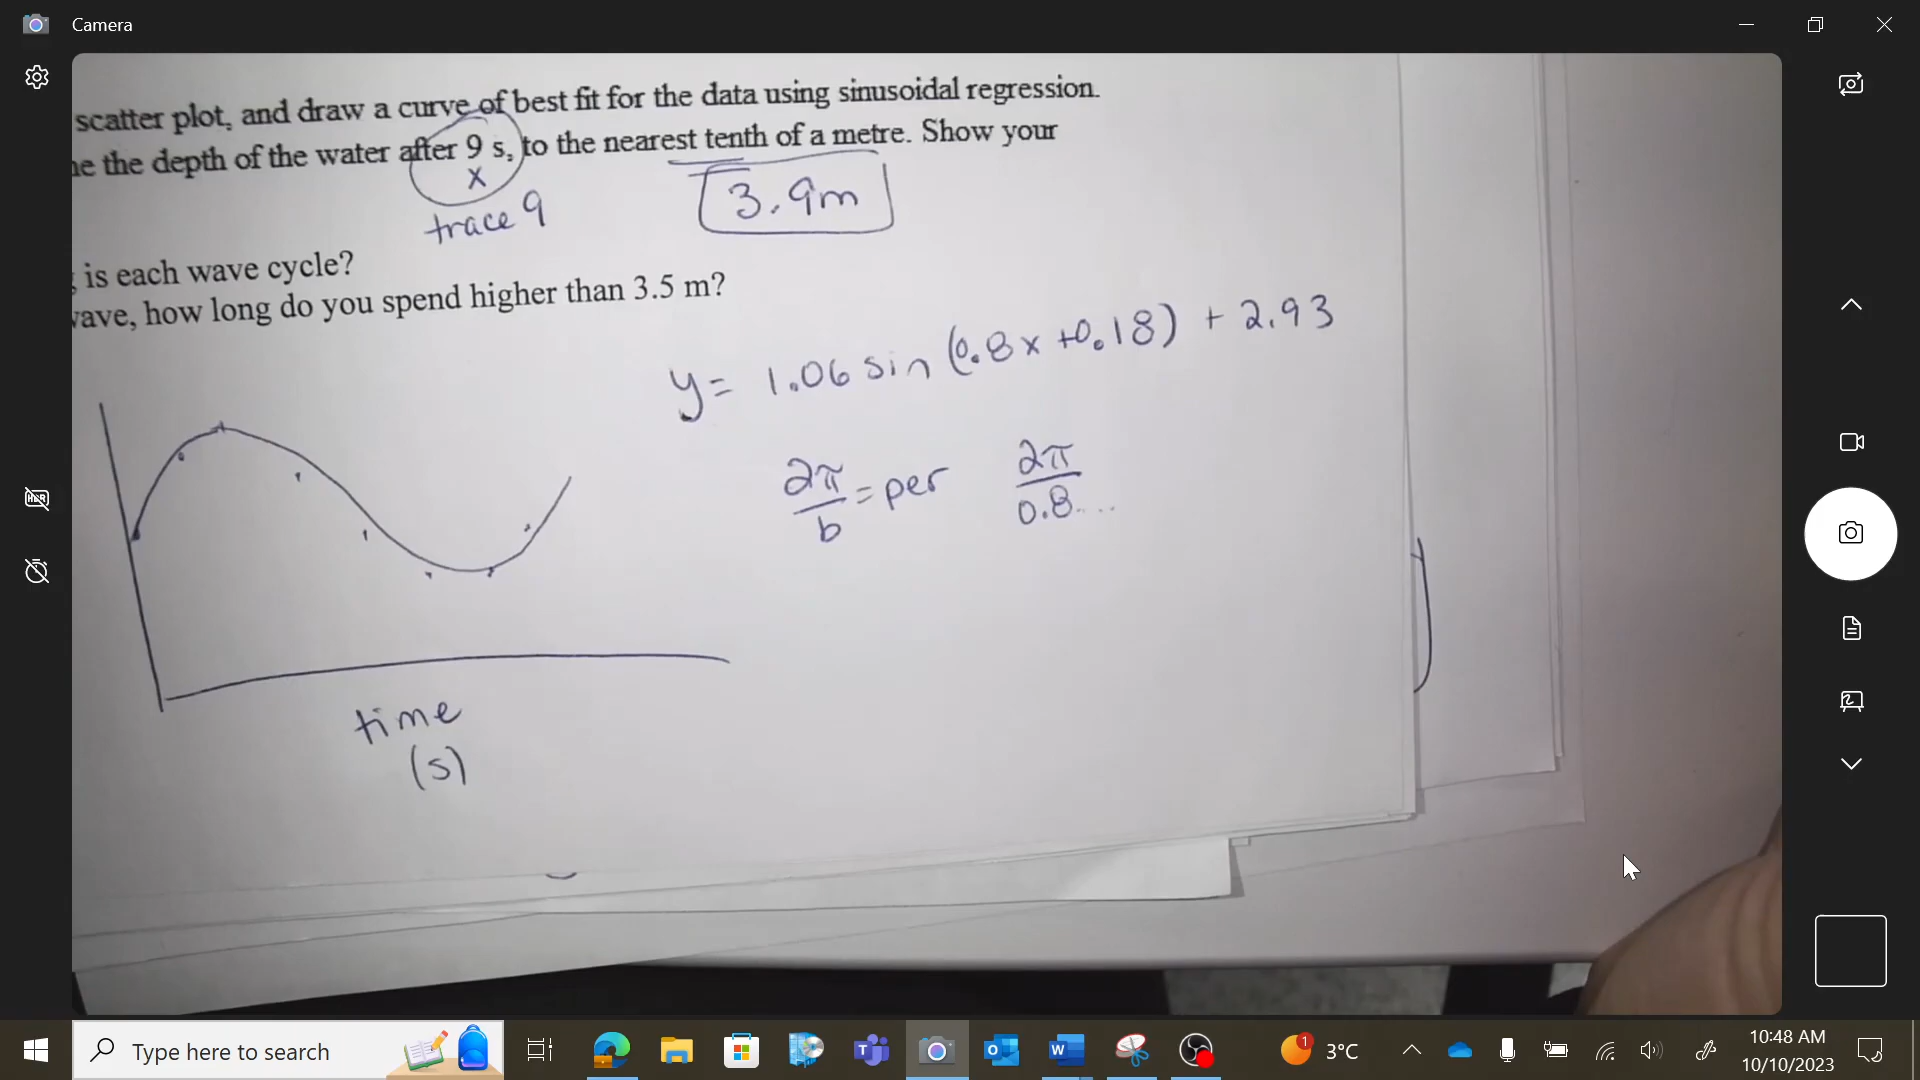 Camera
scatter plot, and draw a curve of best fit for the data using sinusoidal regression.
the depth of the water after 9 s, to the nearest tenth of a metre. Show your
x
trace 9
3.9m
is each wave cycle?
wave, how long do you spend higher than 3.5 m?
y = 1.06 sin (0.8x +0.18) + 2.93
2π/b = per 2π/0.8...
time
(s)
Type here to search
1
3°C
10:48 AM
10/10/2023